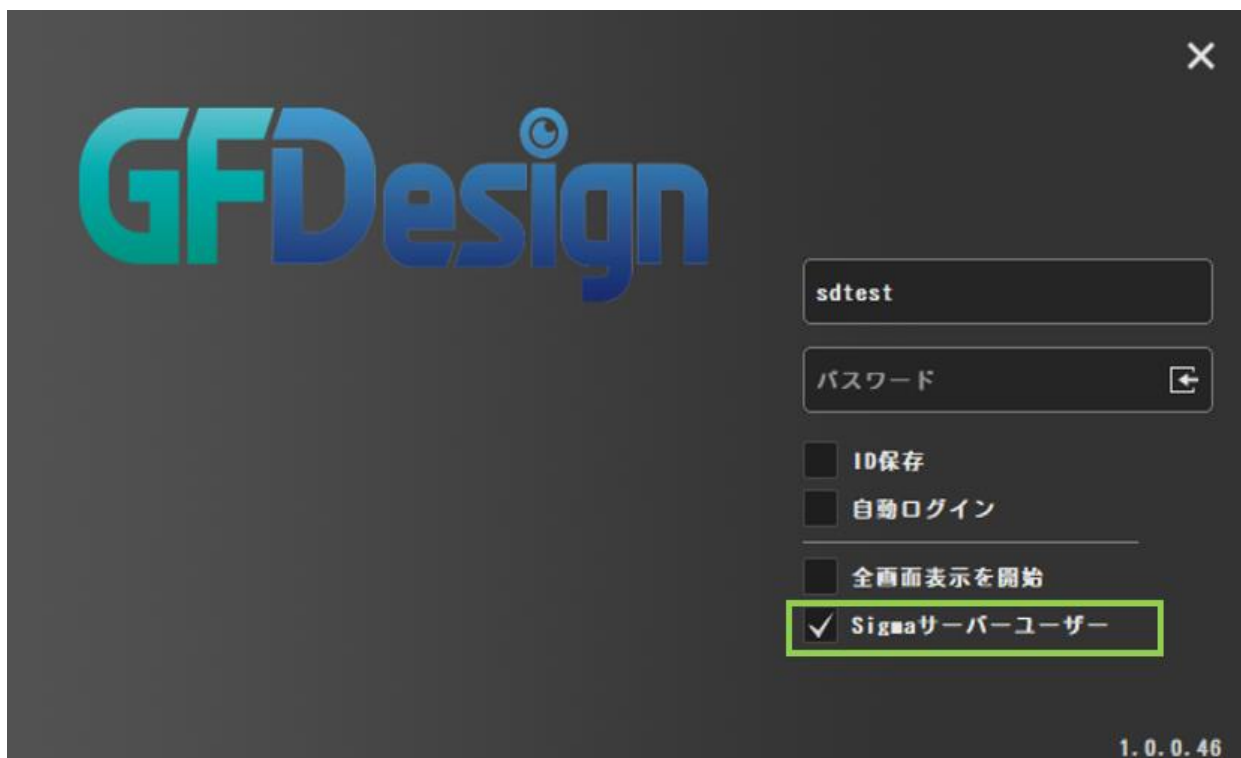 GFDesign
sdtest
パスワード
ID保存
自動ログイン
全画面表示を開始
Sigmaサーバーユーザー
1.0.0.46